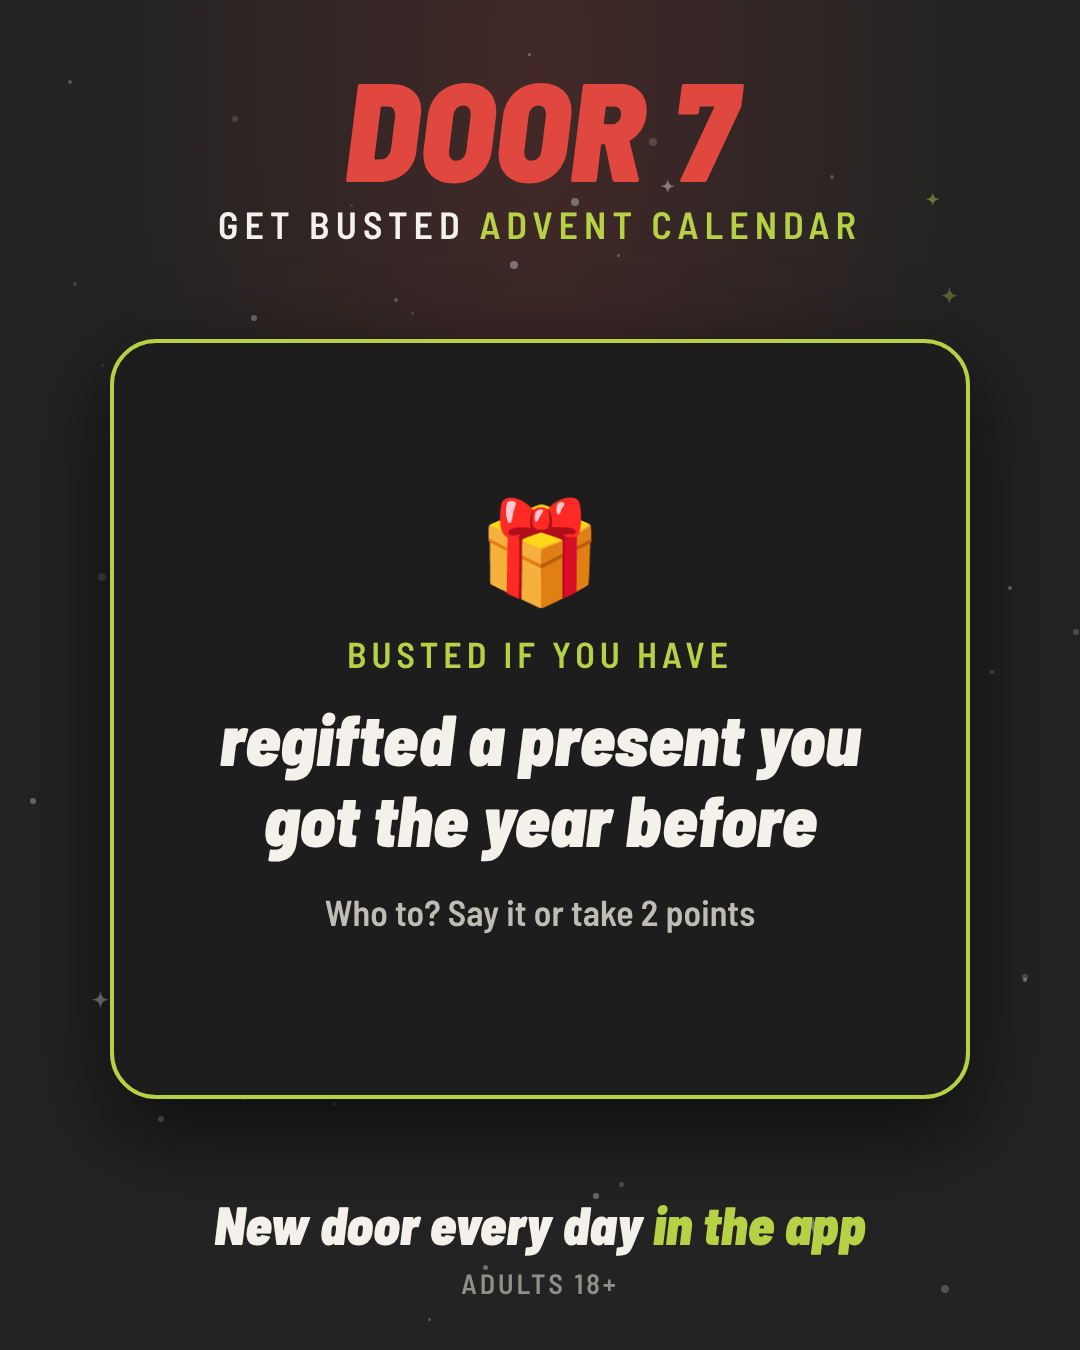 DOOR 7
GET BUSTED ADVENT CALENDAR
BUSTED IF YOU HAVE
regifted a present you
got the year before
Who to? Say it or take 2 points
New door every day in the app
ADULTS 18+